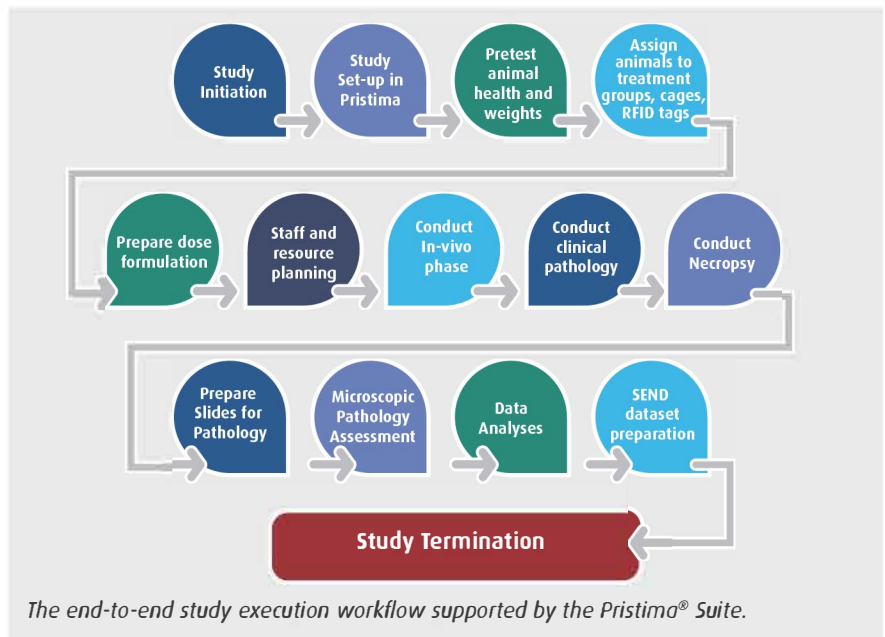 Study
Initiation
Study
Set-up in
Pristima
Pretest
animal
health and
weights
Assign
animals to
treatment
groups, cages,
RFID tags
Prepare dose
formulation
Staff and
resource
planning
Conduct
In-vivo
phase
Conduct
clinical
pathology
Conduct
Necropsy
Prepare
Slides for
Pathology
Microscopic
Pathology
Assessment
Data
Analyses
SEND
dataset
preparation
Study Termination
The end-to-end study execution workflow supported by the Pristima® Suite.